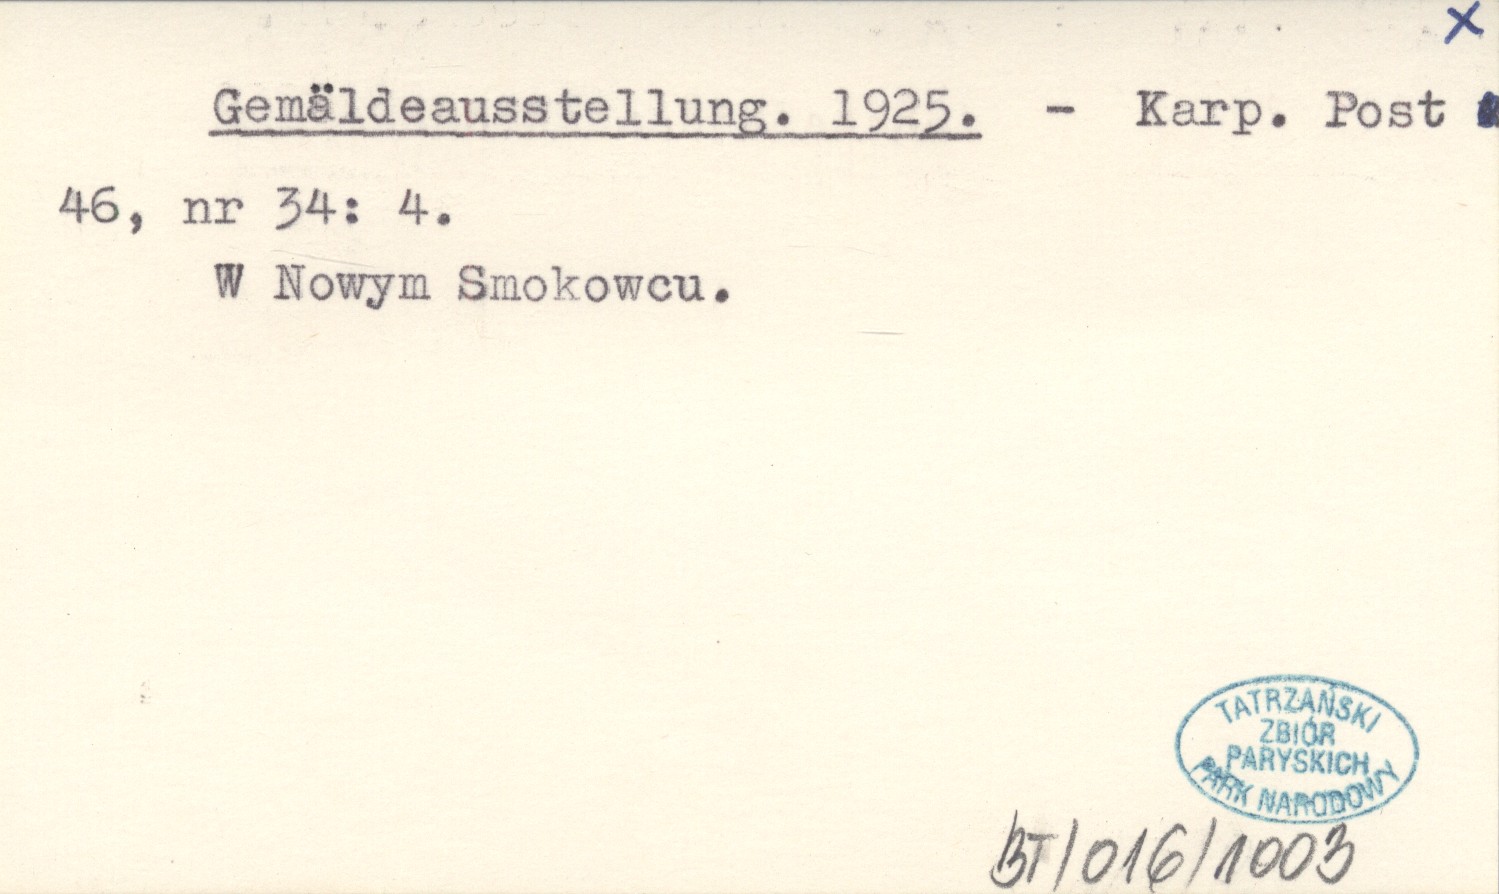 x
Gemäldeausstellung. 1925. - Karp. Post
46, nr 34: 4.
W Nowym Smokowcu.
TATRZAŃSKI
ZBIÓR
PARYSKICH
PARK NARODOWY
BT/016/1003